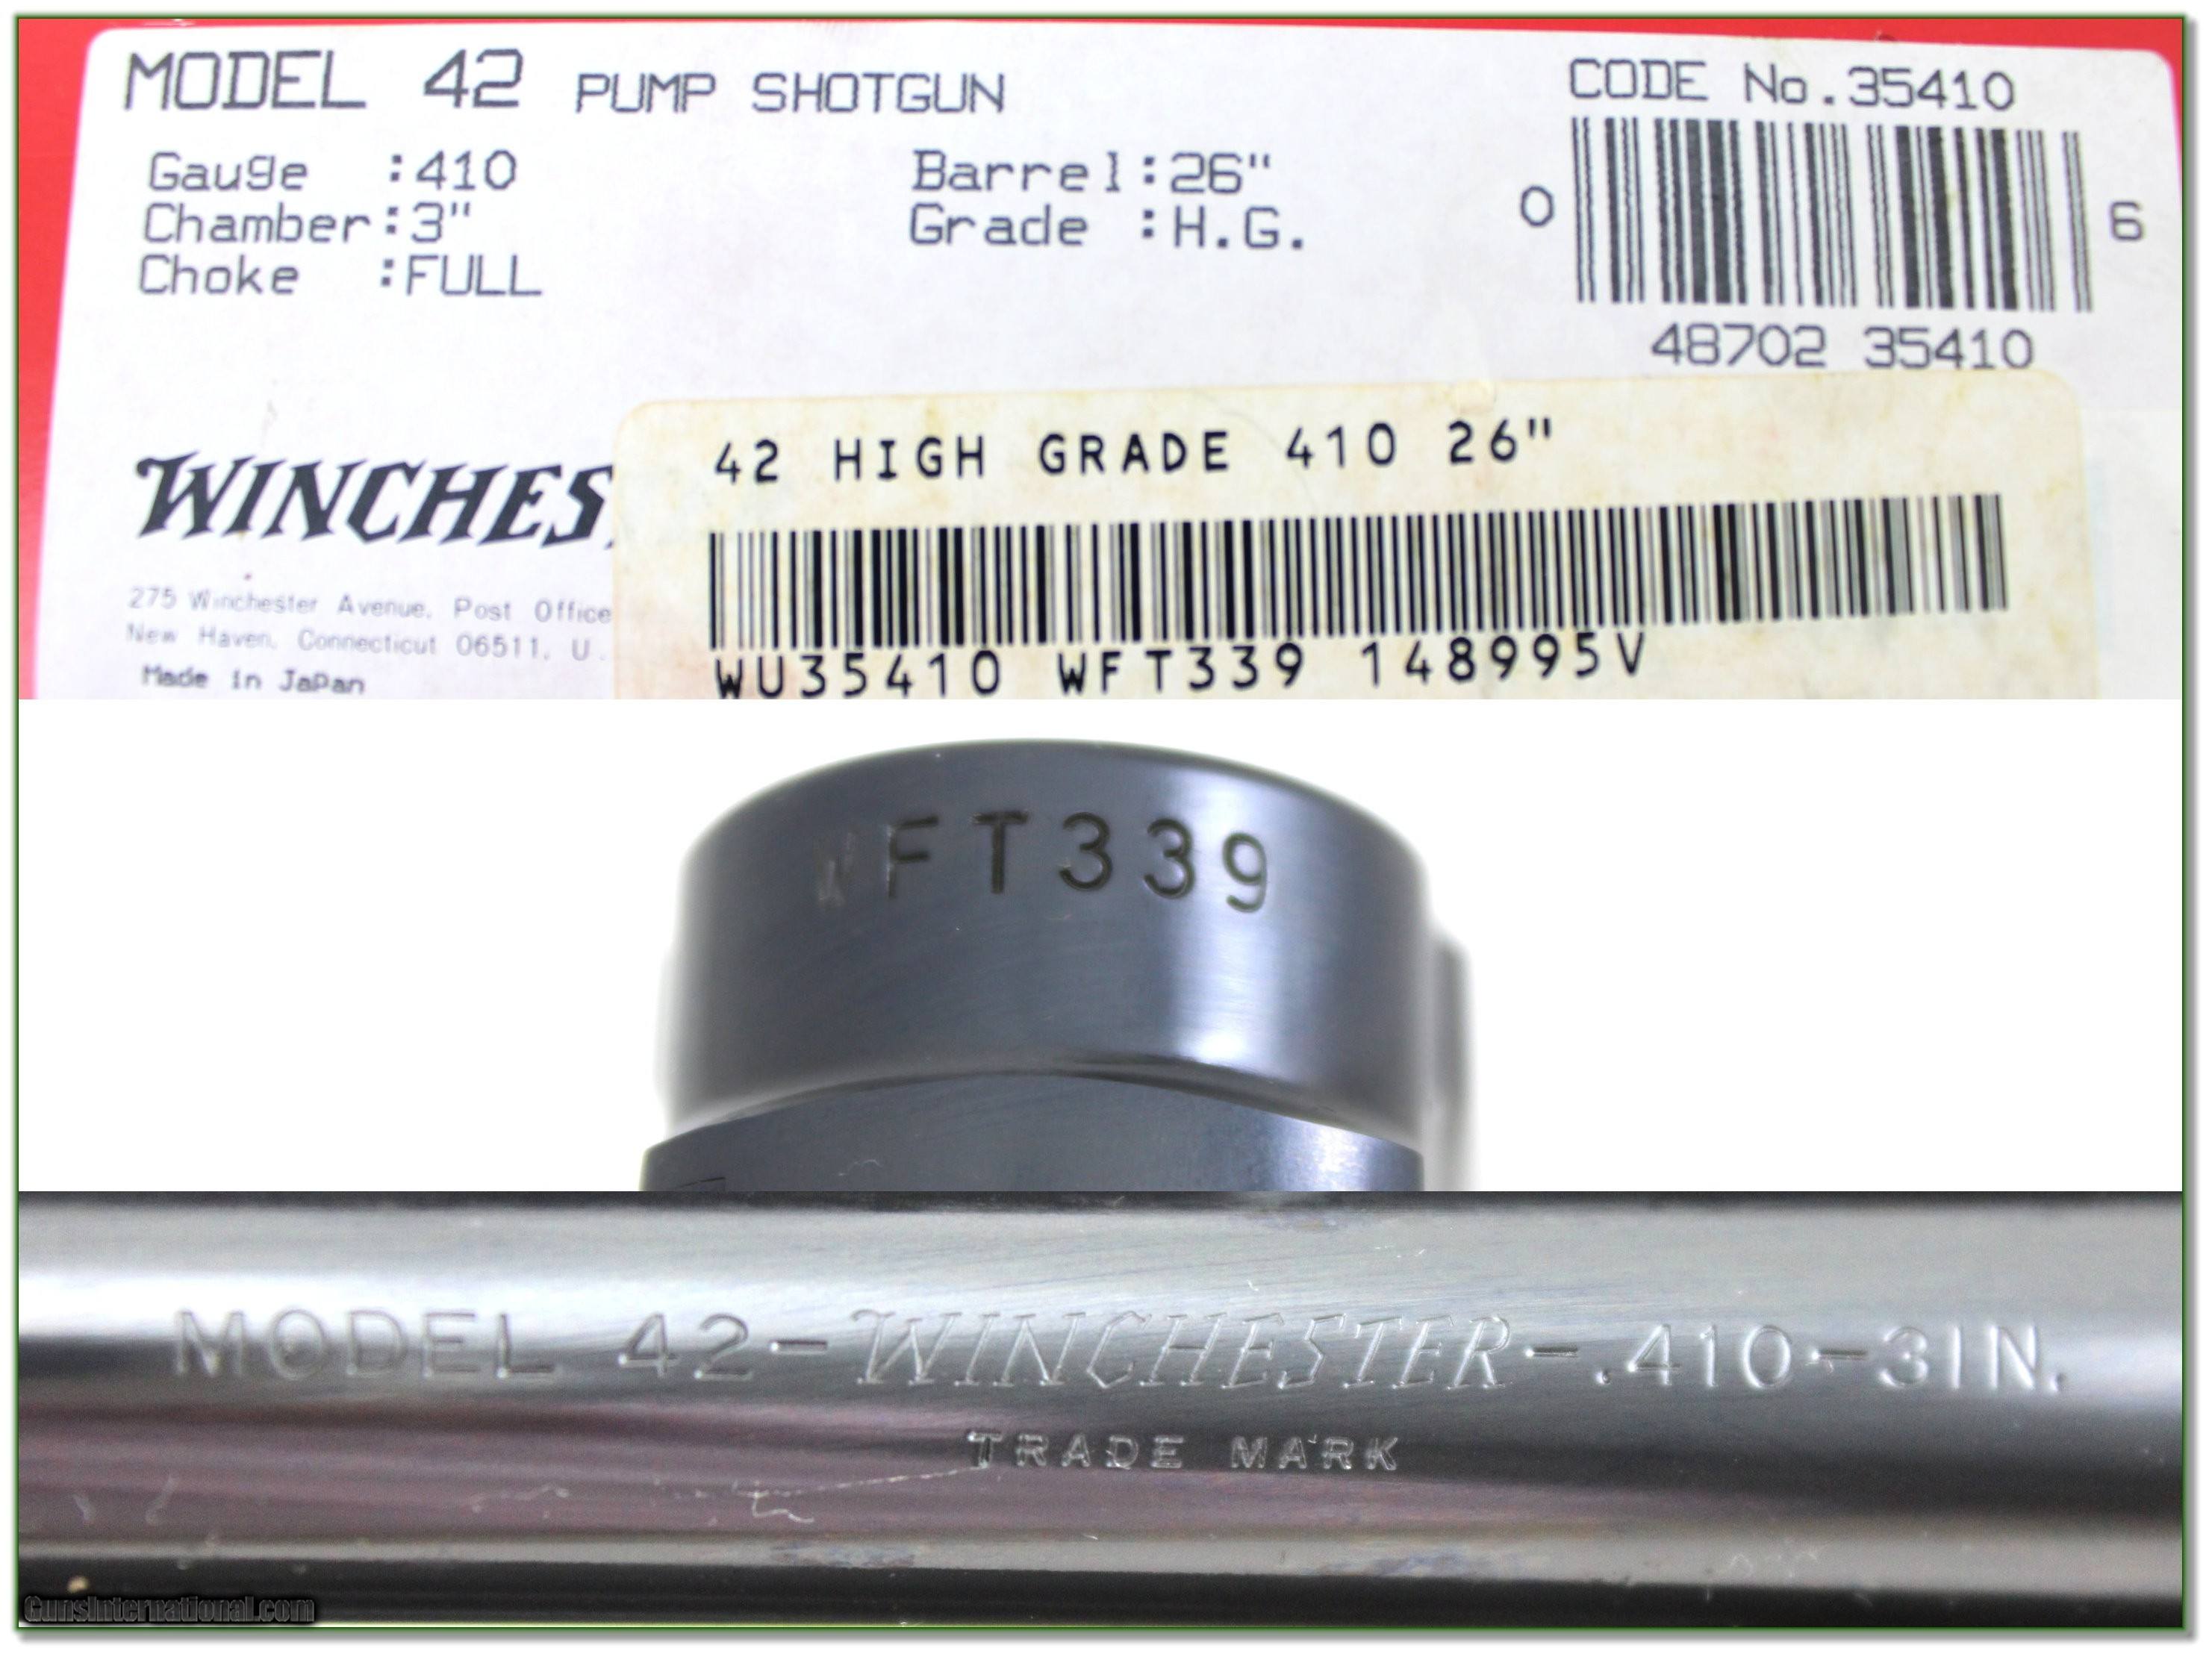 MODEL 42 PUMP SHOTGUN
CODE No.35410
Gauge :410
Barrel:26"
Chamber:3"
Grade :H.G.
Choke :FULL
0
6
48702 35410
42 HIGH GRADE 410 26"
WINCHES
275 Winchester Avenue, Post Office
New Haven, Connecticut 06511, U.
Made in Japan
WU35410 WFT339 148995V
WFT339
MODEL 42-WINCHESTER-.410-3IN.
TRADE MARK
GunsInternational.com